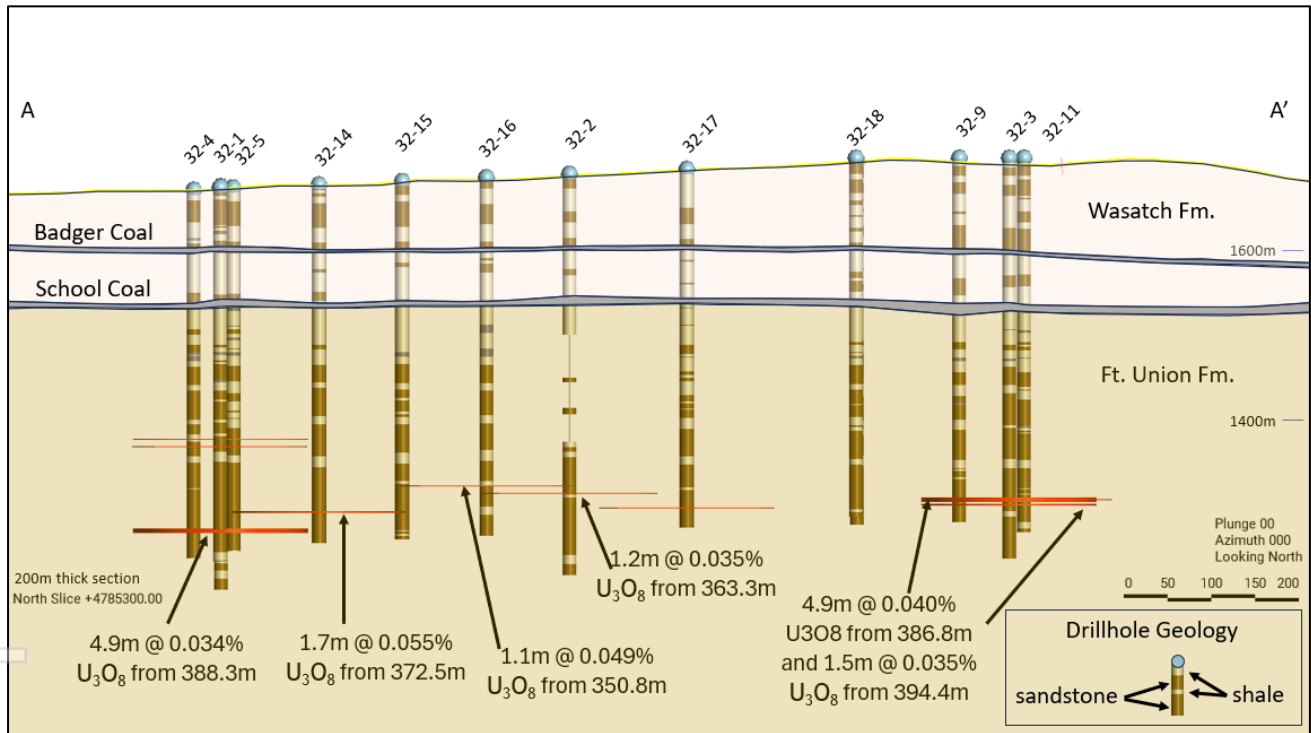 A
A’
32-4
32-1
32-5
32-14
32-15
32-16
32-2
32-17
32-18
32-9
32-3
32-11
Badger Coal
Wasatch Fm.
1600m
School Coal
Ft. Union Fm.
1400m
200m thick section
North Slice +4785300.00
4.9m @ 0.034%
U₃O₈ from 388.3m
1.7m @ 0.055%
U₃O₈ from 372.5m
1.1m @ 0.049%
U₃O₈ from 350.8m
1.2m @ 0.035%
U₃O₈ from 363.3m
4.9m @ 0.040%
U3O8 from 386.8m
and 1.5m @ 0.035%
U₃O₈ from 394.4m
Plunge 00
Azimuth 000
Looking North
0 50 100 150 200
Drillhole Geology
sandstone
shale